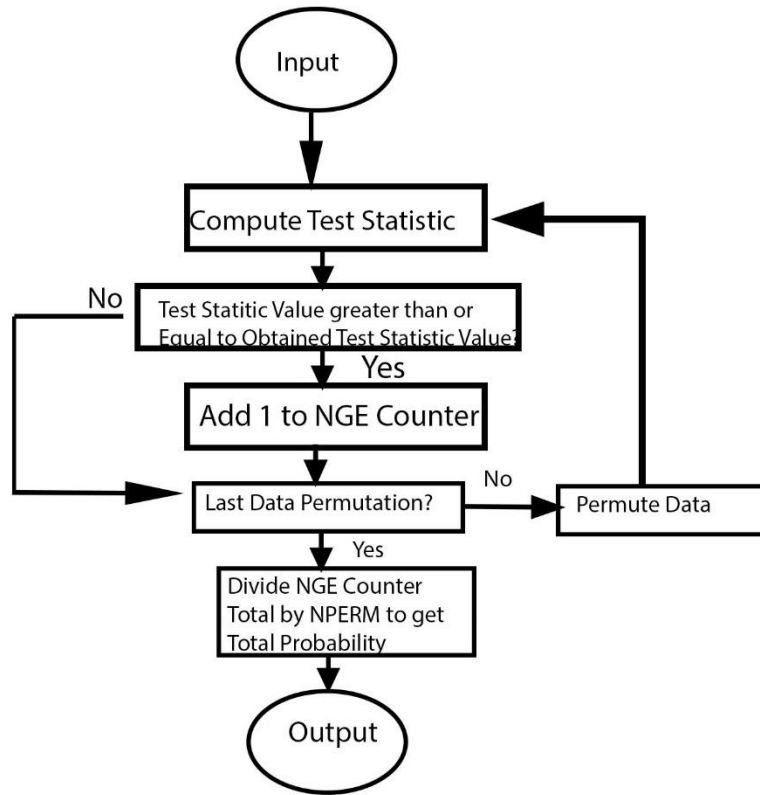 Input
Compute Test Statistic
No
Test Statitic Value greater than or
Equal to Obtained Test Statistic Value?
Yes
Add 1 to NGE Counter
Last Data Permutation?
No
Permute Data
Yes
Divide NGE Counter
Total by NPERM to get
Total Probability
Output